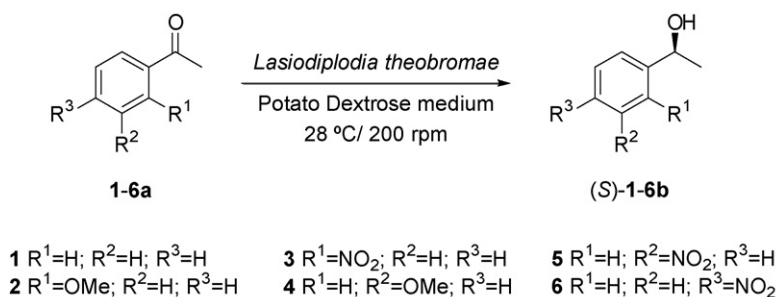 O
R³
R²
R¹
1-6a
Lasiodiplodia theobromae
Potato Dextrose medium
28 ºC/ 200 rpm
OH
R³
R²
R¹
(S)-1-6b
1 R¹=H; R²=H; R³=H
2 R¹=OMe; R²=H; R³=H
3 R¹=NO₂; R²=H; R³=H
4 R¹=H; R²=OMe; R³=H
5 R¹=H; R²=NO₂; R³=H
6 R¹=H; R²=H; R³=NO₂